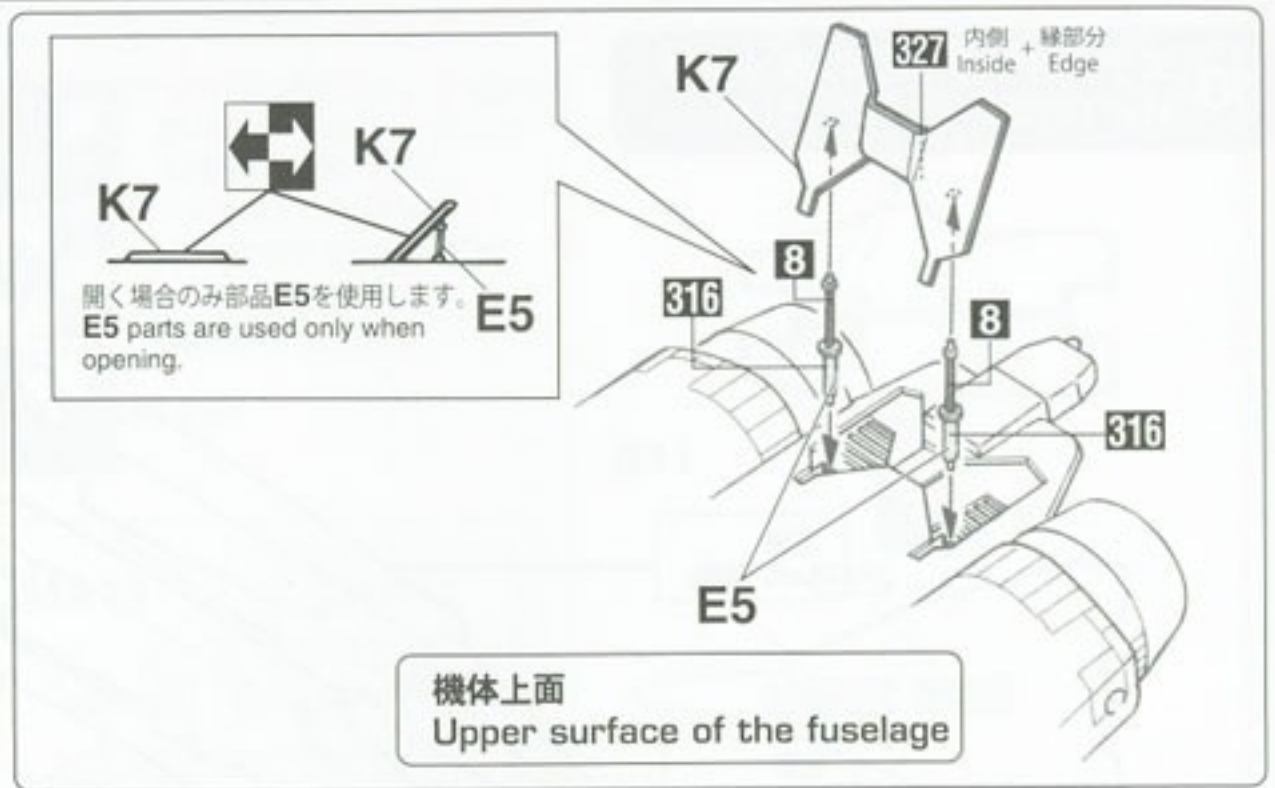 K7
K7
開く場合のみ部品E5を使用します。
E5 parts are used only when
opening.
E5
K7
327
内側 + 縁部分
Inside Edge
8
316
8
316
E5
機体上面
Upper surface of the fuselage